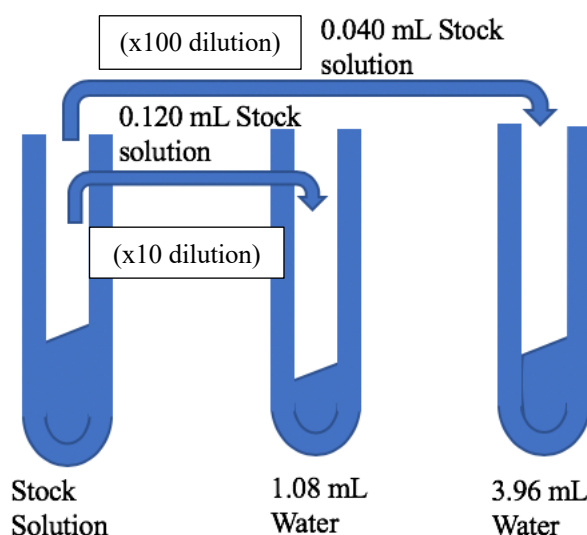 (x100 dilution)
0.040 mL Stock
solution
0.120 mL Stock
solution
(x10 dilution)
Stock
Solution
1.08 mL
Water
3.96 mL
Water